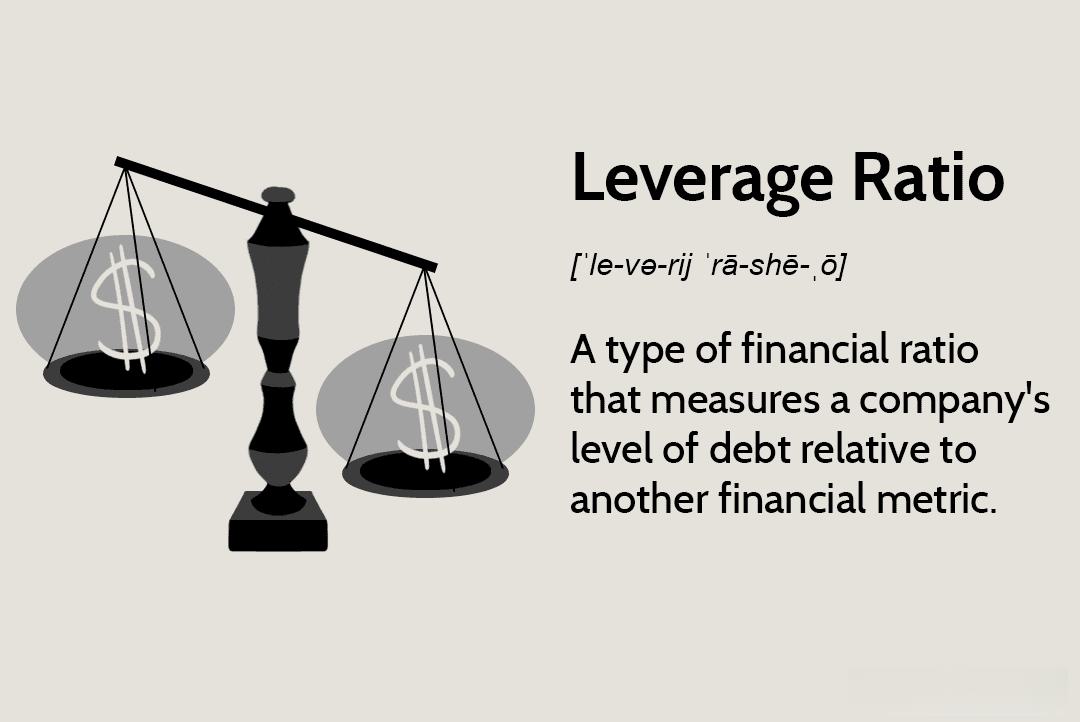 Leverage Ratio
[ˈle-və-rij ˈrā-shē-ˌō]
A type of financial ratio
that measures a company's
level of debt relative to
another financial metric.
$
$